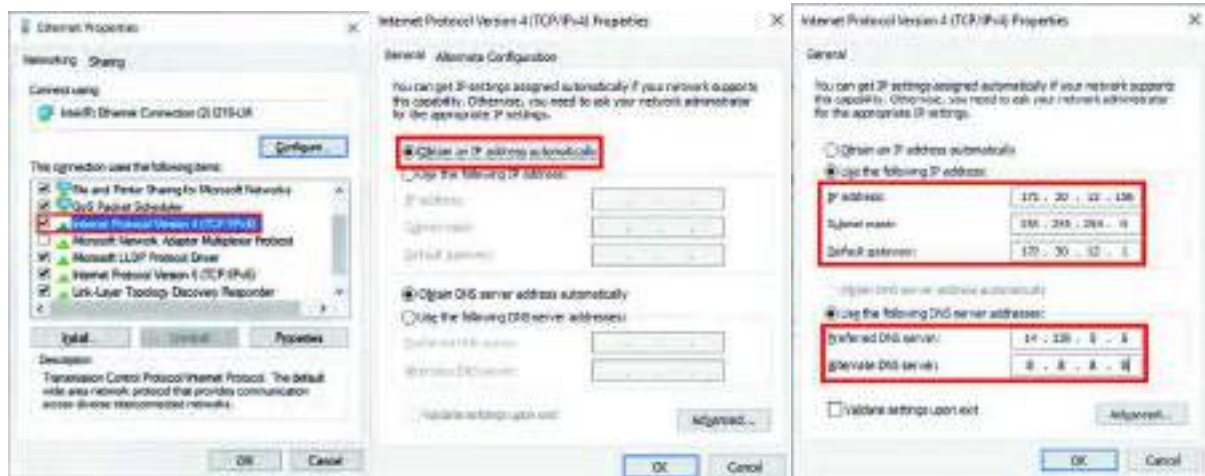 Ethernet Properties
Networking Sharing
Connect using:
Configure...
This connection uses the following items:
File and Printer Sharing for Microsoft Networks
QoS Packet Scheduler
Internet Protocol Version 4 (TCP/IPv4)
Microsoft Network Adapter Multiplexor Protocol
Microsoft LLDP Protocol Driver
Internet Protocol Version 6 (TCP/IPv6)
Link-Layer Topology Discovery Responder
Install... Uninstall Properties
Description
Transmission Control Protocol/Internet Protocol. The default
wide area network protocol that provides communication
across diverse interconnected networks.
OK Cancel
Internet Protocol Version 4 (TCP/IPv4) Properties
General Alternate Configuration
You can get IP settings assigned automatically if your network supports
this capability. Otherwise, you need to ask your network administrator
for the appropriate IP settings.
Obtain an IP address automatically
Use the following IP address:
IP address:
Subnet mask:
Default gateway:
Obtain DNS server address automatically
Use the following DNS server addresses:
Preferred DNS server:
Alternate DNS server:
Validate settings upon exit
Advanced...
OK Cancel
Internet Protocol Version 4 (TCP/IPv4) Properties
General
You can get IP settings assigned automatically if your network supports
this capability. Otherwise, you need to ask your network administrator
for the appropriate IP settings.
Obtain an IP address automatically
Use the following IP address:
IP address:
Subnet mask:
Default gateway:
Obtain DNS server address automatically
Use the following DNS server addresses:
Preferred DNS server:
Alternate DNS server: 8 . 8 . 8 . 8
Validate settings upon exit
Advanced...
OK Cancel